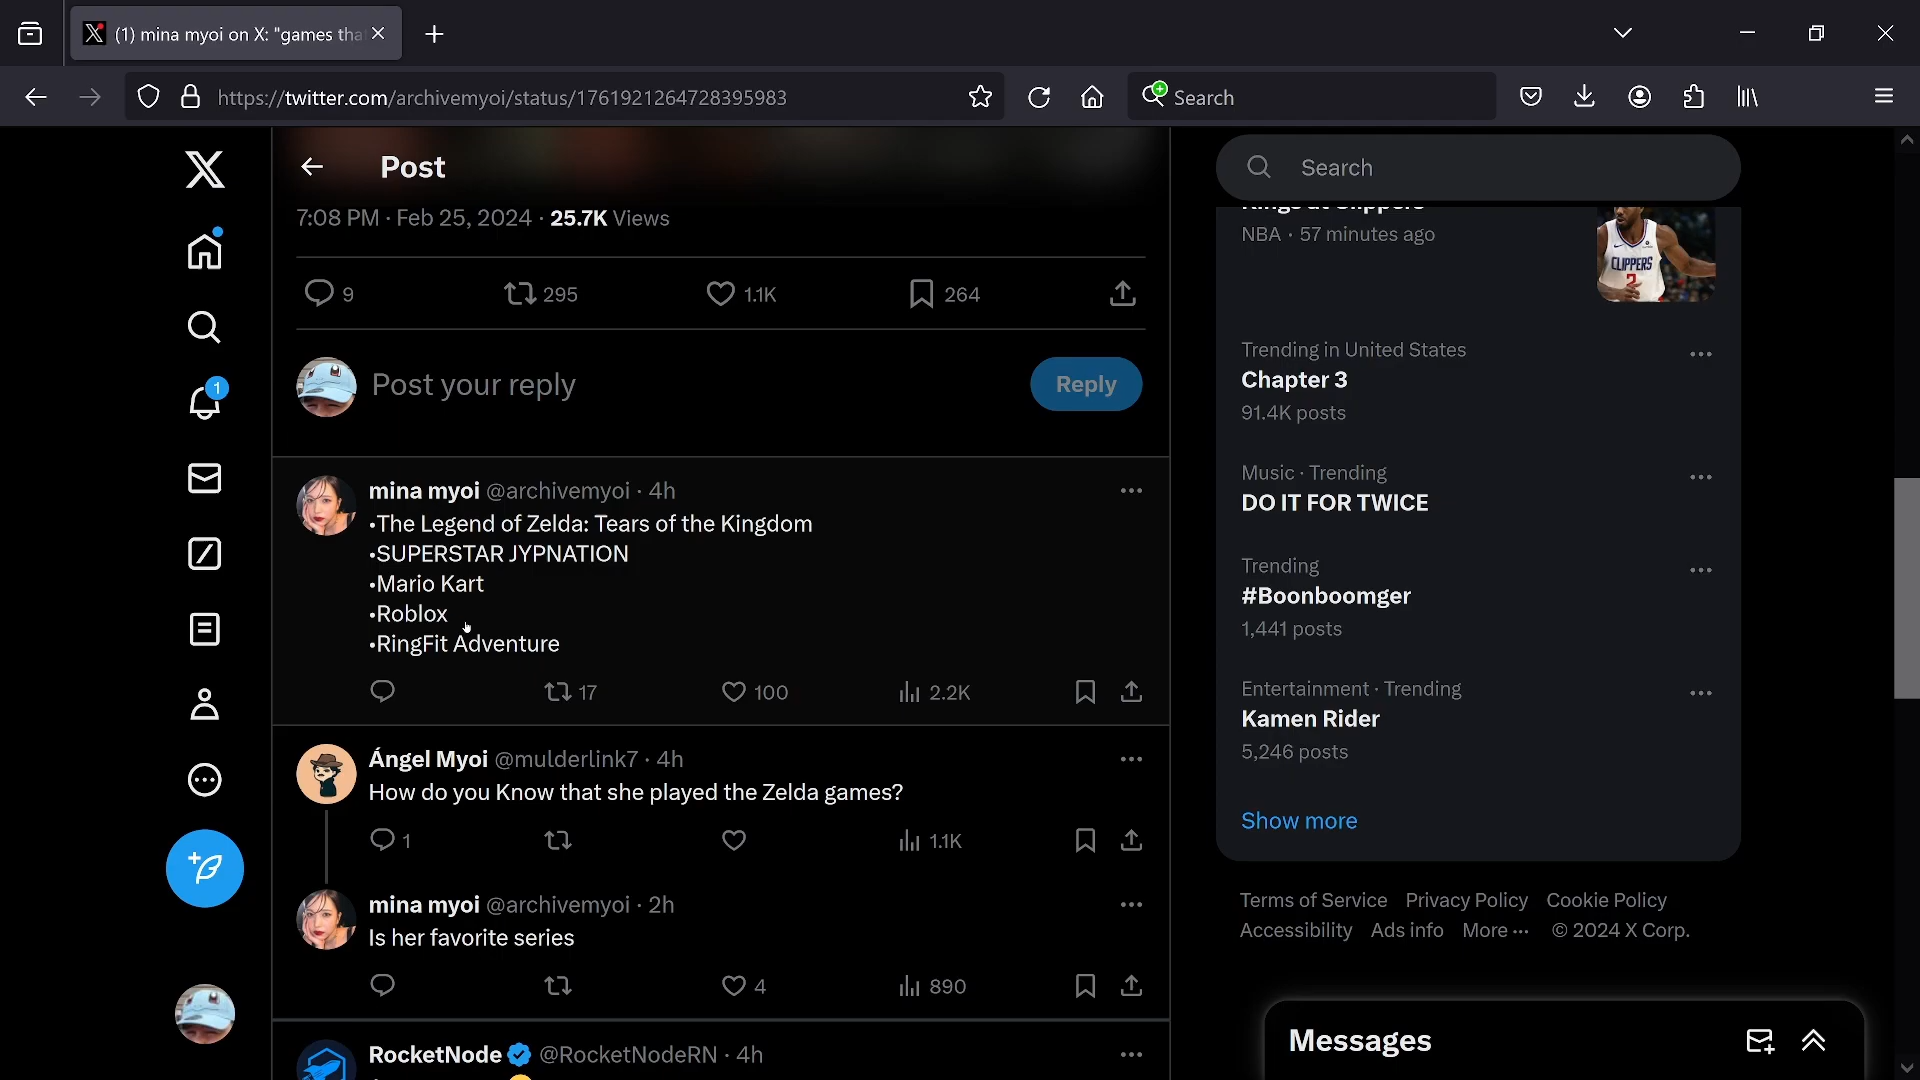 (1) mina myoi on X: "games tha
https://twitter.com/archivemyoi/status/1761921264728395983
Search
Post
7:08 PM · Feb 25, 2024 · 25.7K Views
9 295 1.1K 264
Post your reply
Reply
mina myoi @archivemyoi · 4h
•The Legend of Zelda: Tears of the Kingdom
•SUPERSTAR JYPNATION
•Mario Kart
•Roblox
•RingFit Adventure
17 100 2.2K
Ángel Myoi @mulderlink7 · 4h
How do you Know that she played the Zelda games?
1 1.1K
mina myoi @archivemyoi · 2h
Is her favorite series
4 890
RocketNode @RocketNodeRN · 4h
1
Search
Kings at Clippers
NBA · 57 minutes ago
CLIPPERS
2
Trending in United States
Chapter 3
91.4K posts
Music · Trending
DO IT FOR TWICE
Trending
#Boonboomger
1,441 posts
Entertainment · Trending
Kamen Rider
5,246 posts
Show more
Terms of Service Privacy Policy Cookie Policy
Accessibility Ads info More ··· © 2024 X Corp.
Messages